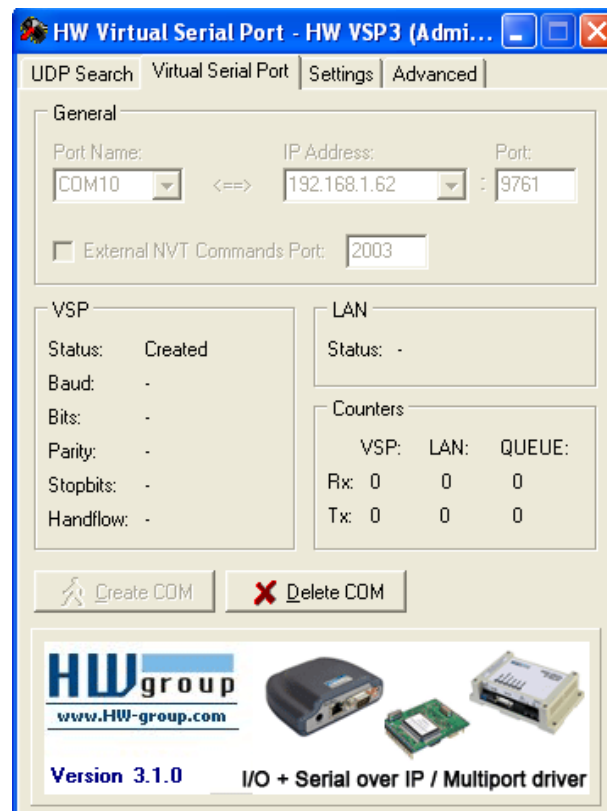 HW Virtual Serial Port - HW VSP3 (Admi...
UDP Search Virtual Serial Port Settings Advanced
General
Port Name: IP Address: Port:
COM10 <==> 192.168.1.62 : 9761
External NVT Commands Port: 2003
VSP
Status: Created
Baud: -
Bits: -
Parity: -
Stopbits: -
Handflow: -
LAN
Status: -
Counters
VSP: LAN: QUEUE:
Rx: 0 0 0
Tx: 0 0 0
Create COM Delete COM
HW group
www.HW-group.com
Version 3.1.0
I/O + Serial over IP / Multiport driver